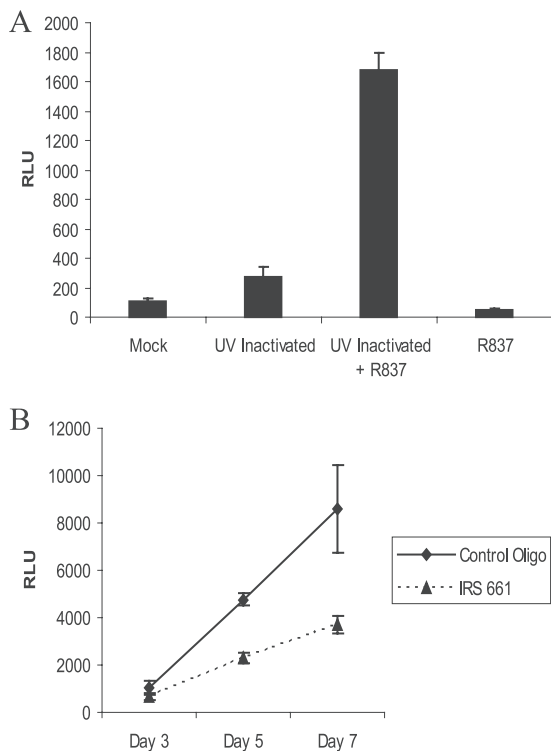 A
2000
1800
1600
1400
1200
1000
800
600
400
200
0
RLU
Mock
UV Inactivated
UV Inactivated
+ R837
R837
B
12000
10000
8000
6000
4000
2000
0
RLU
Day 3
Day 5
Day 7
Control Oligo
IRS 661